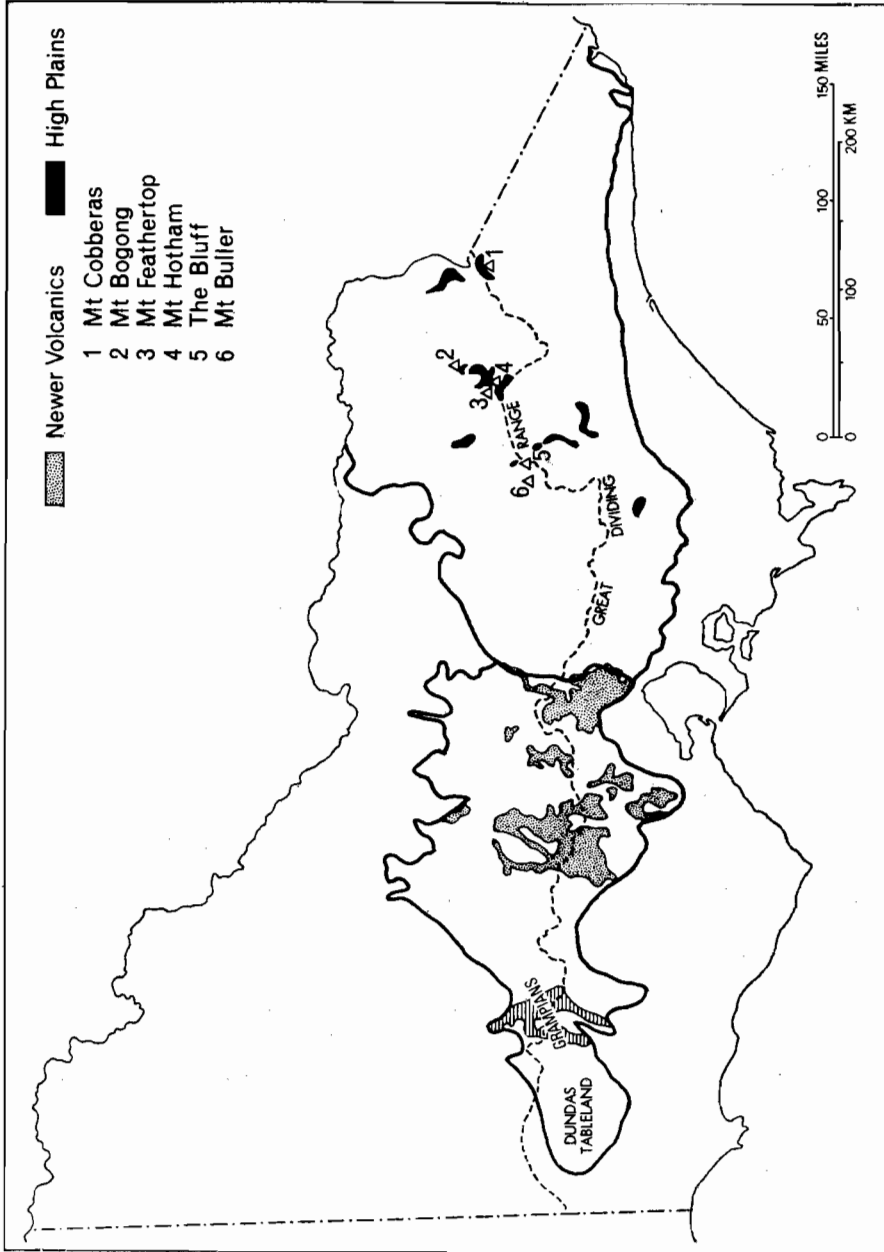 Newer Volcanics
High Plains
1 Mt Cobberas
2 Mt Bogong
3 Mt Feathertop
4 Mt Hotham
5 The Bluff
6 Mt Buller
1
2
3
4
5
6
GREAT
DIVIDING
RANGE
GRAMPIANS
DUNDAS
TABLELAND
0 50 100 150 MILES
0 100 200 KM